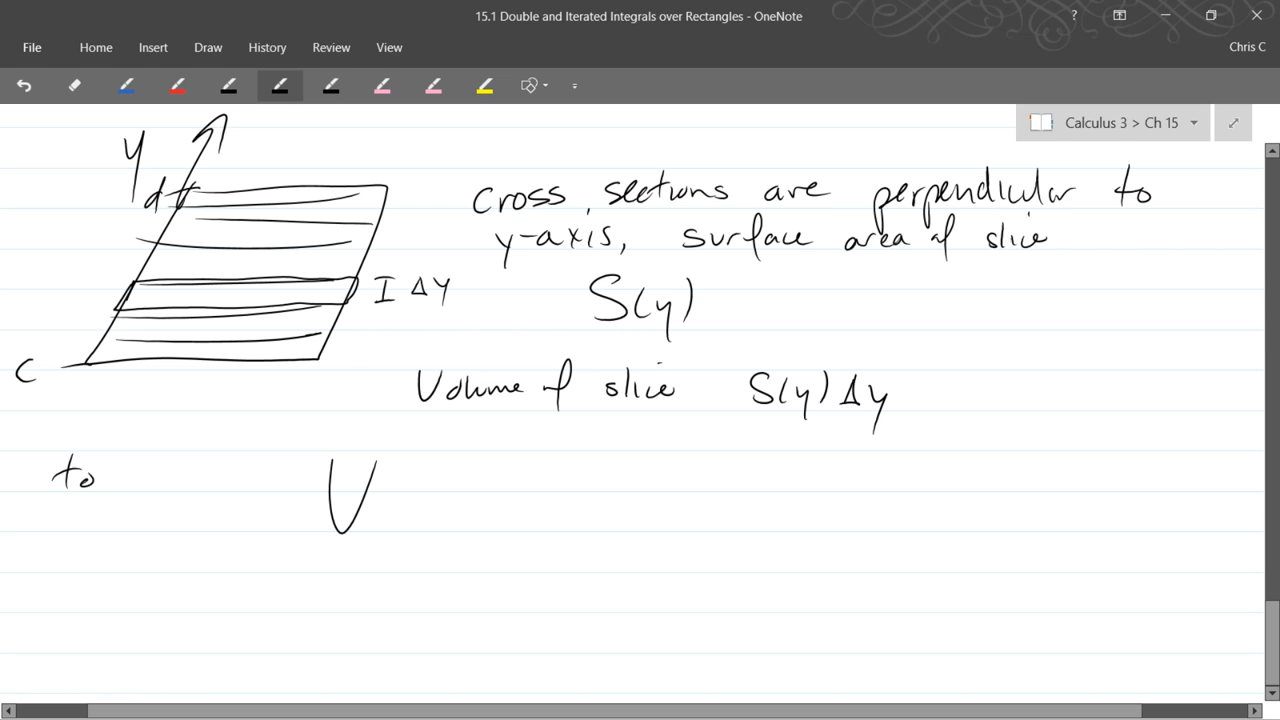 15.1 Double and Iterated Integrals over Rectangles - OneNote
?
File Home Insert Draw History Review View
Chris C
Calculus 3 > Ch 15
y
d
cross sections are perpendicular to
y-axis, surface area of slice
I Δy
S(y)
c
Volume of slice S(y) Δy
to
V